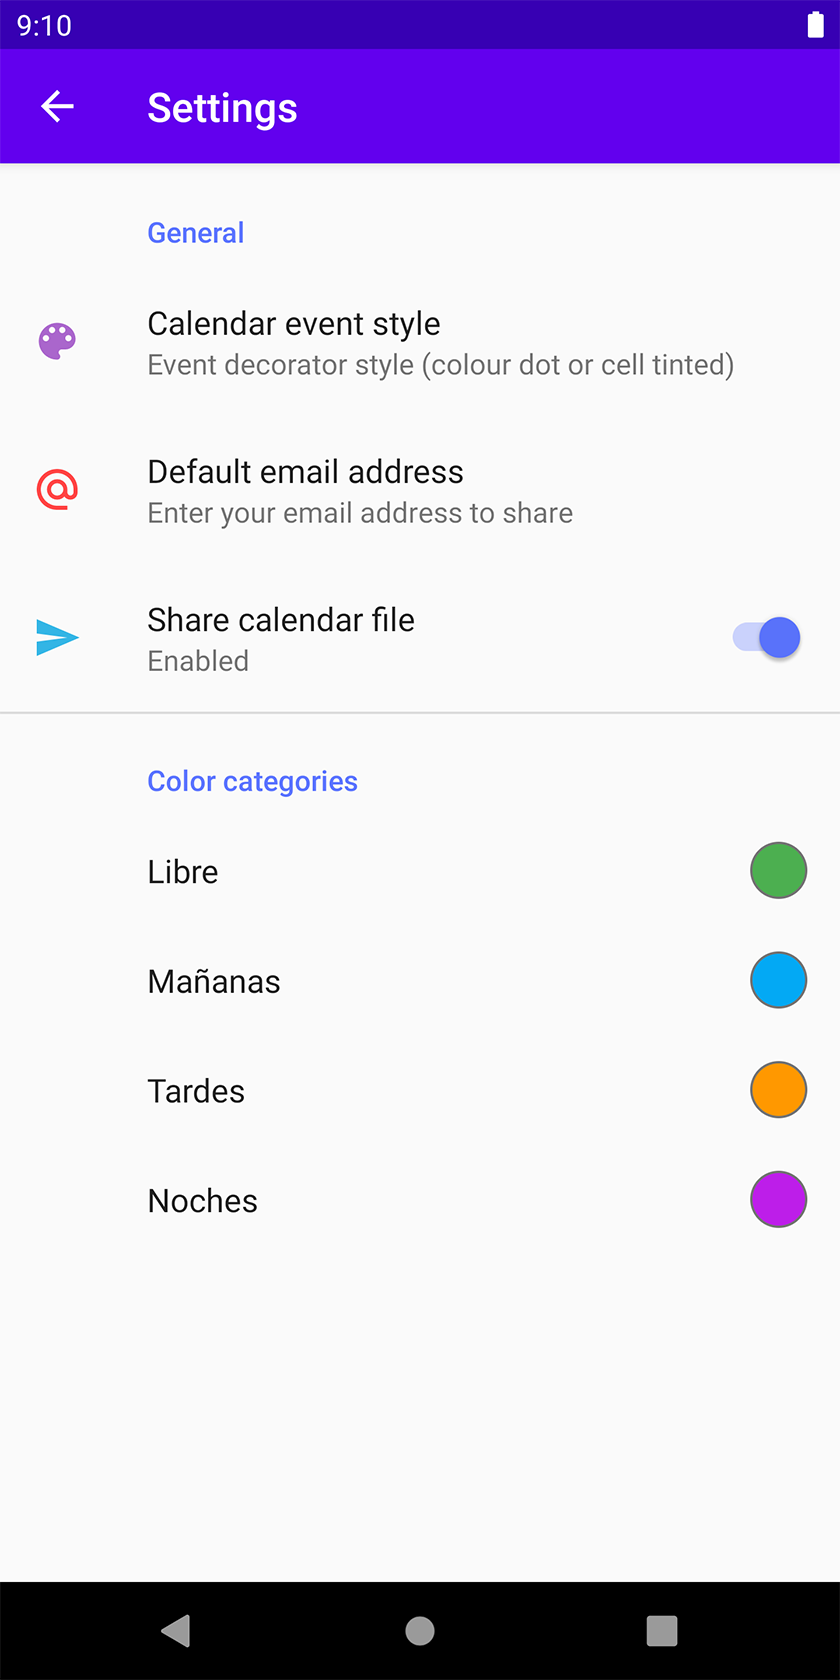 9:10
Settings
General
Calendar event style
Event decorator style (colour dot or cell tinted)
Default email address
Enter your email address to share
Share calendar file
Enabled
Color categories
Libre
Mañanas
Tardes
Noches